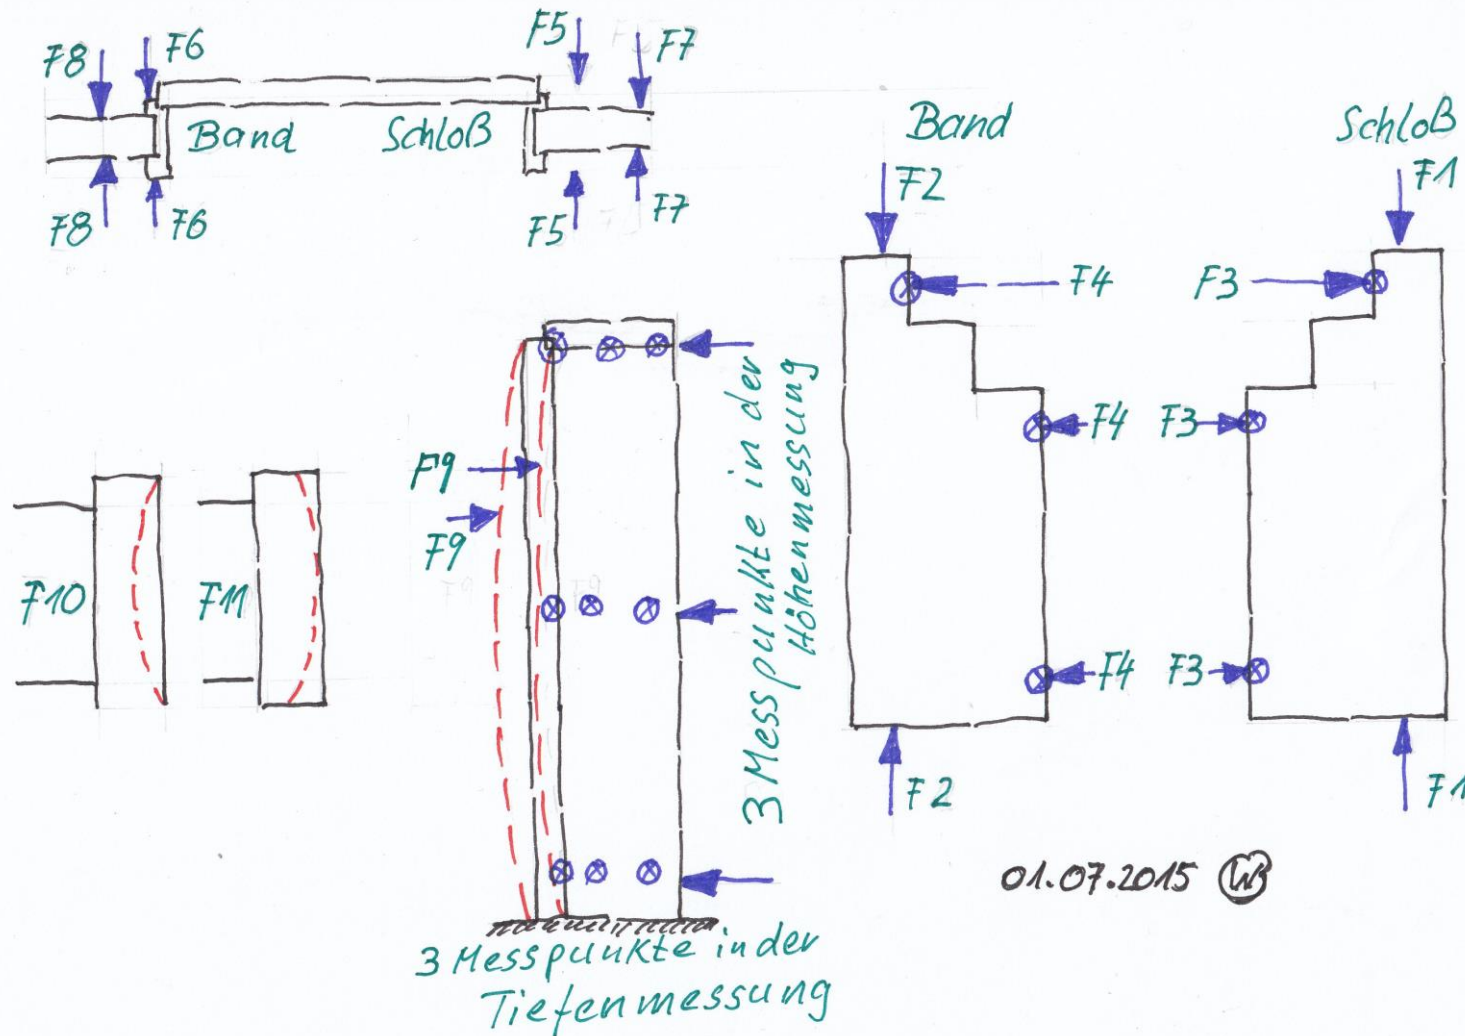 F8
F6
F5
F7
Band
Schloß
F8
F6
F5
F7
Band
Schloß
F2
F1
F4
F3
F4
F3
F4
F3
F2
F1
F9
F9
F10
F11
3 Messpunkte in der
Höhenmessung
3 Messpunkte in der
Tiefenmessung
01.07.2015